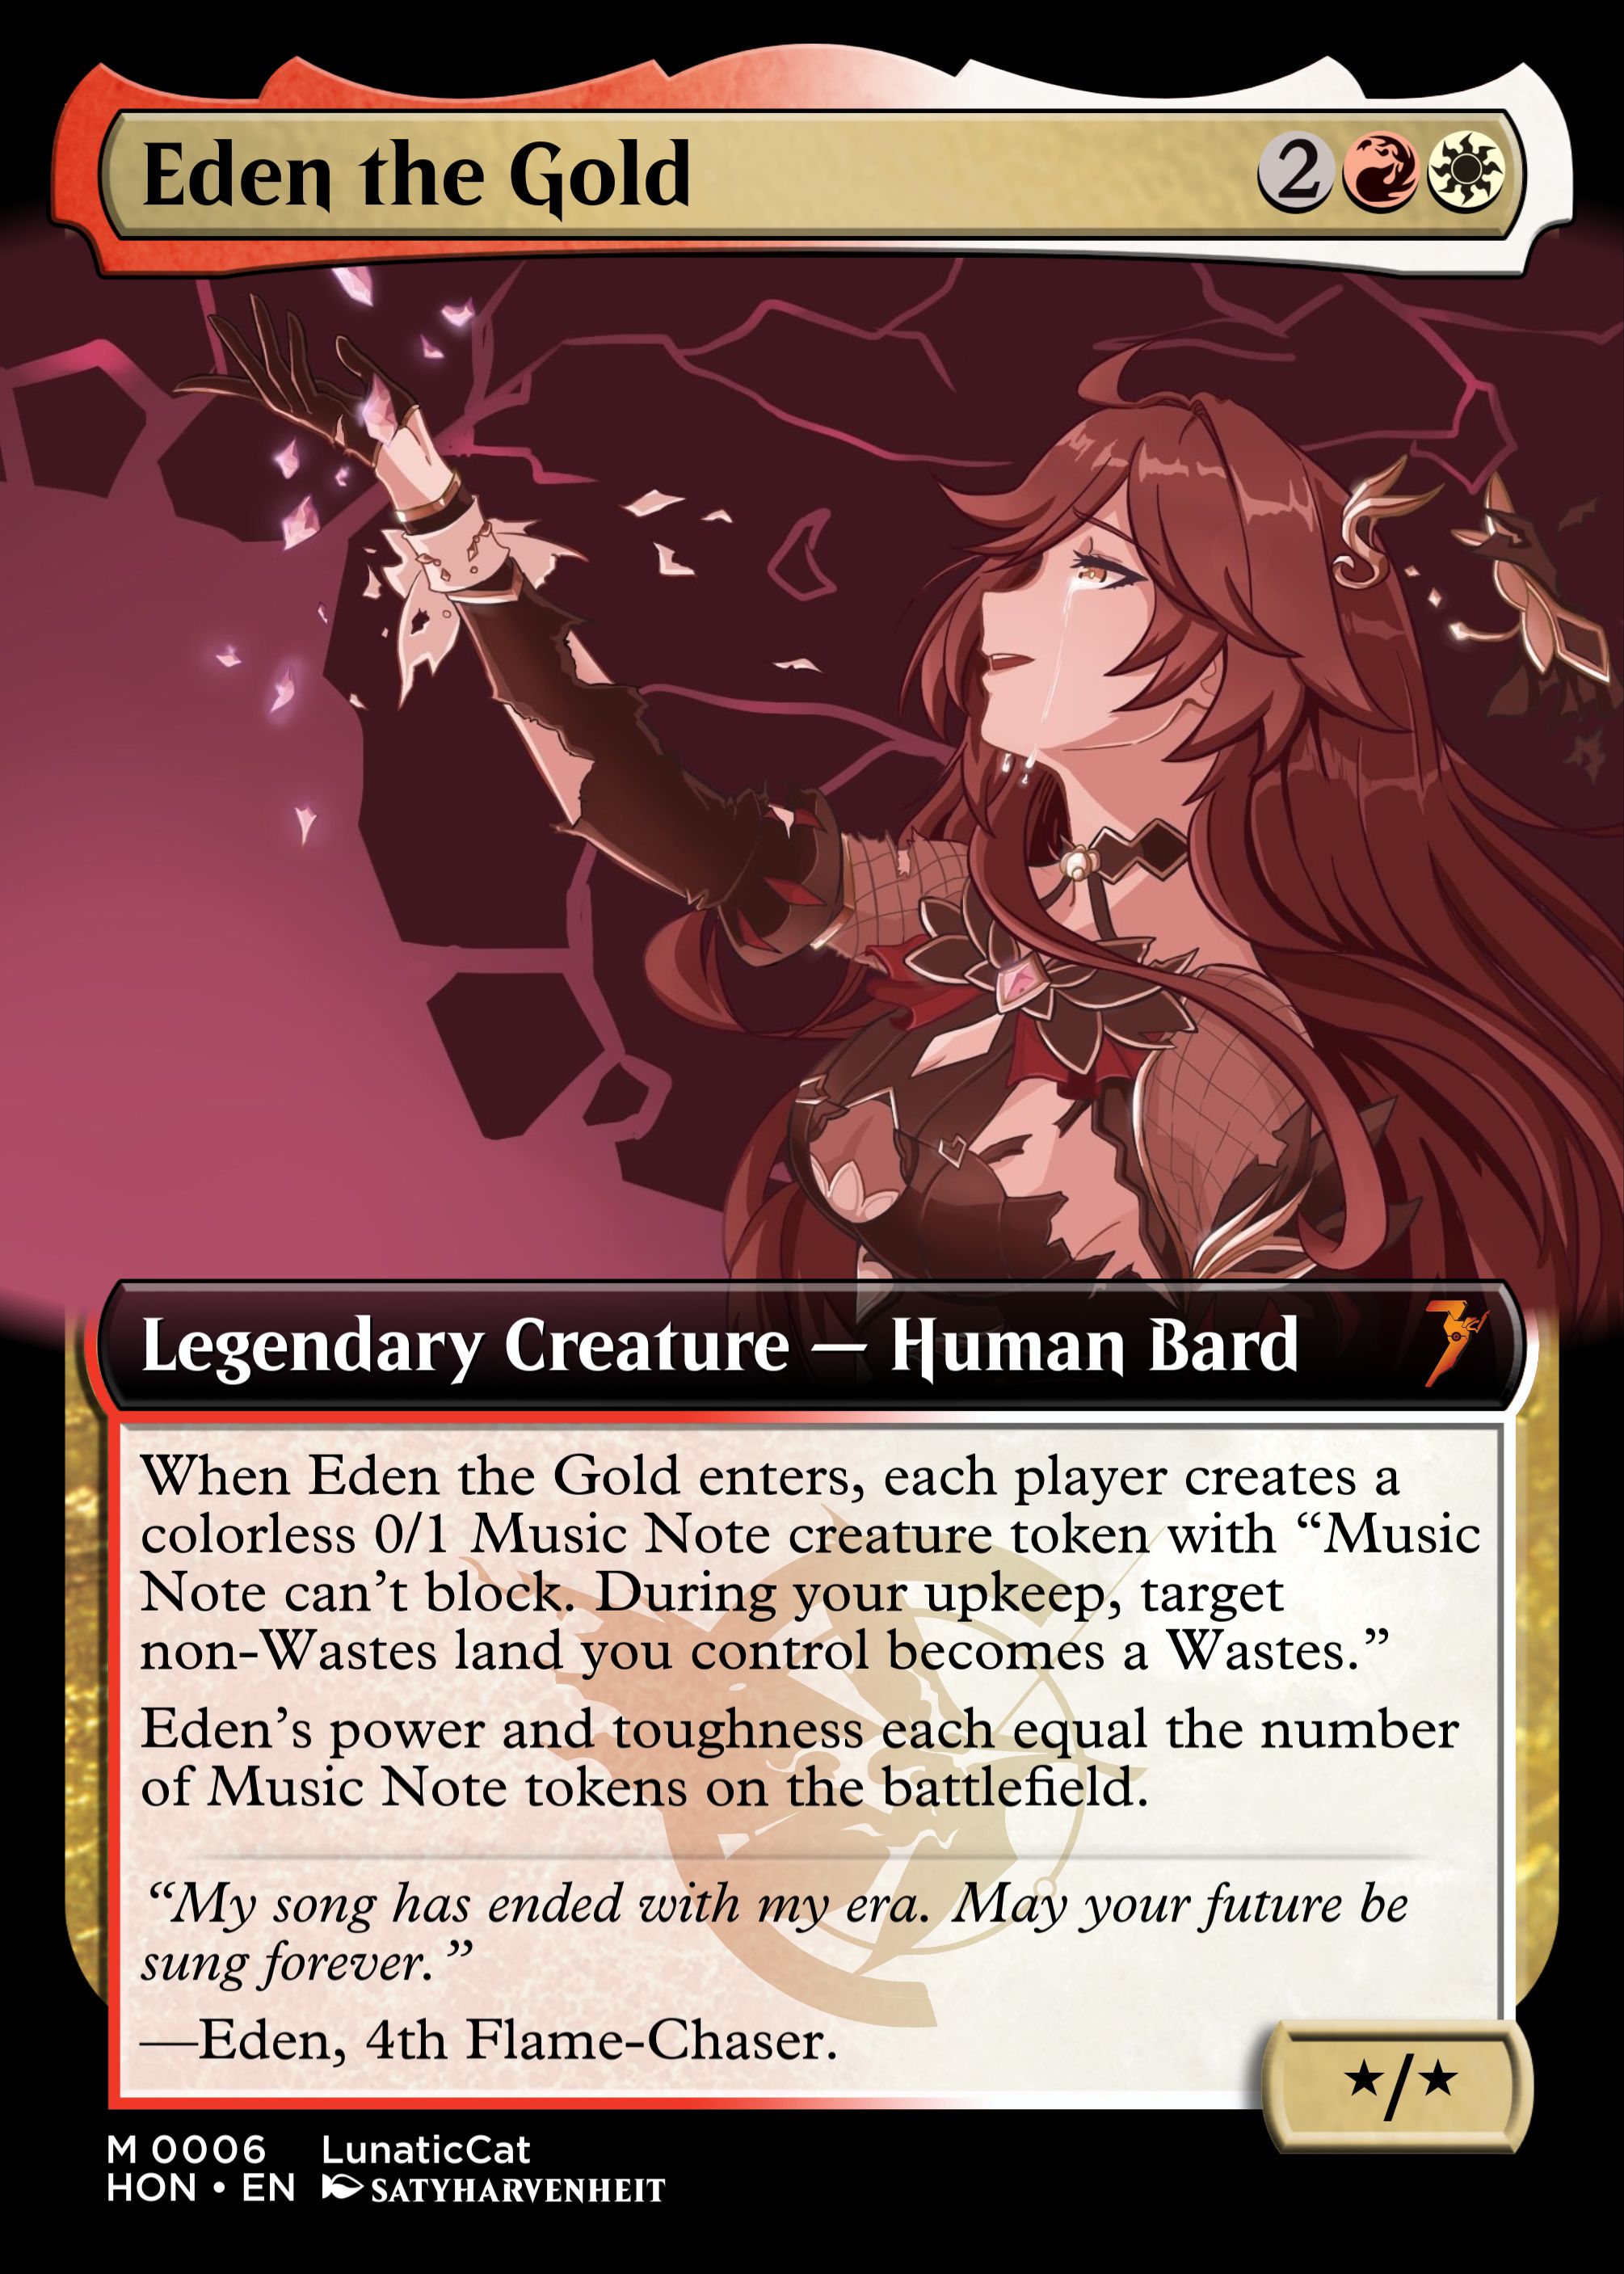 Eden the Gold 2
Legendary Creature — Human Bard
When Eden the Gold enters, each player creates a
colorless 0/1 Music Note creature token with “Music
Note can’t block. During your upkeep, target
non-Wastes land you control becomes a Wastes.”
Eden’s power and toughness each equal the number
of Music Note tokens on the battlefield.
“My song has ended with my era. May your future be
sung forever.”
—Eden, 4th Flame-Chaser.
★/★
M 0006 LunaticCat
HON • EN SATYHARVENHEIT